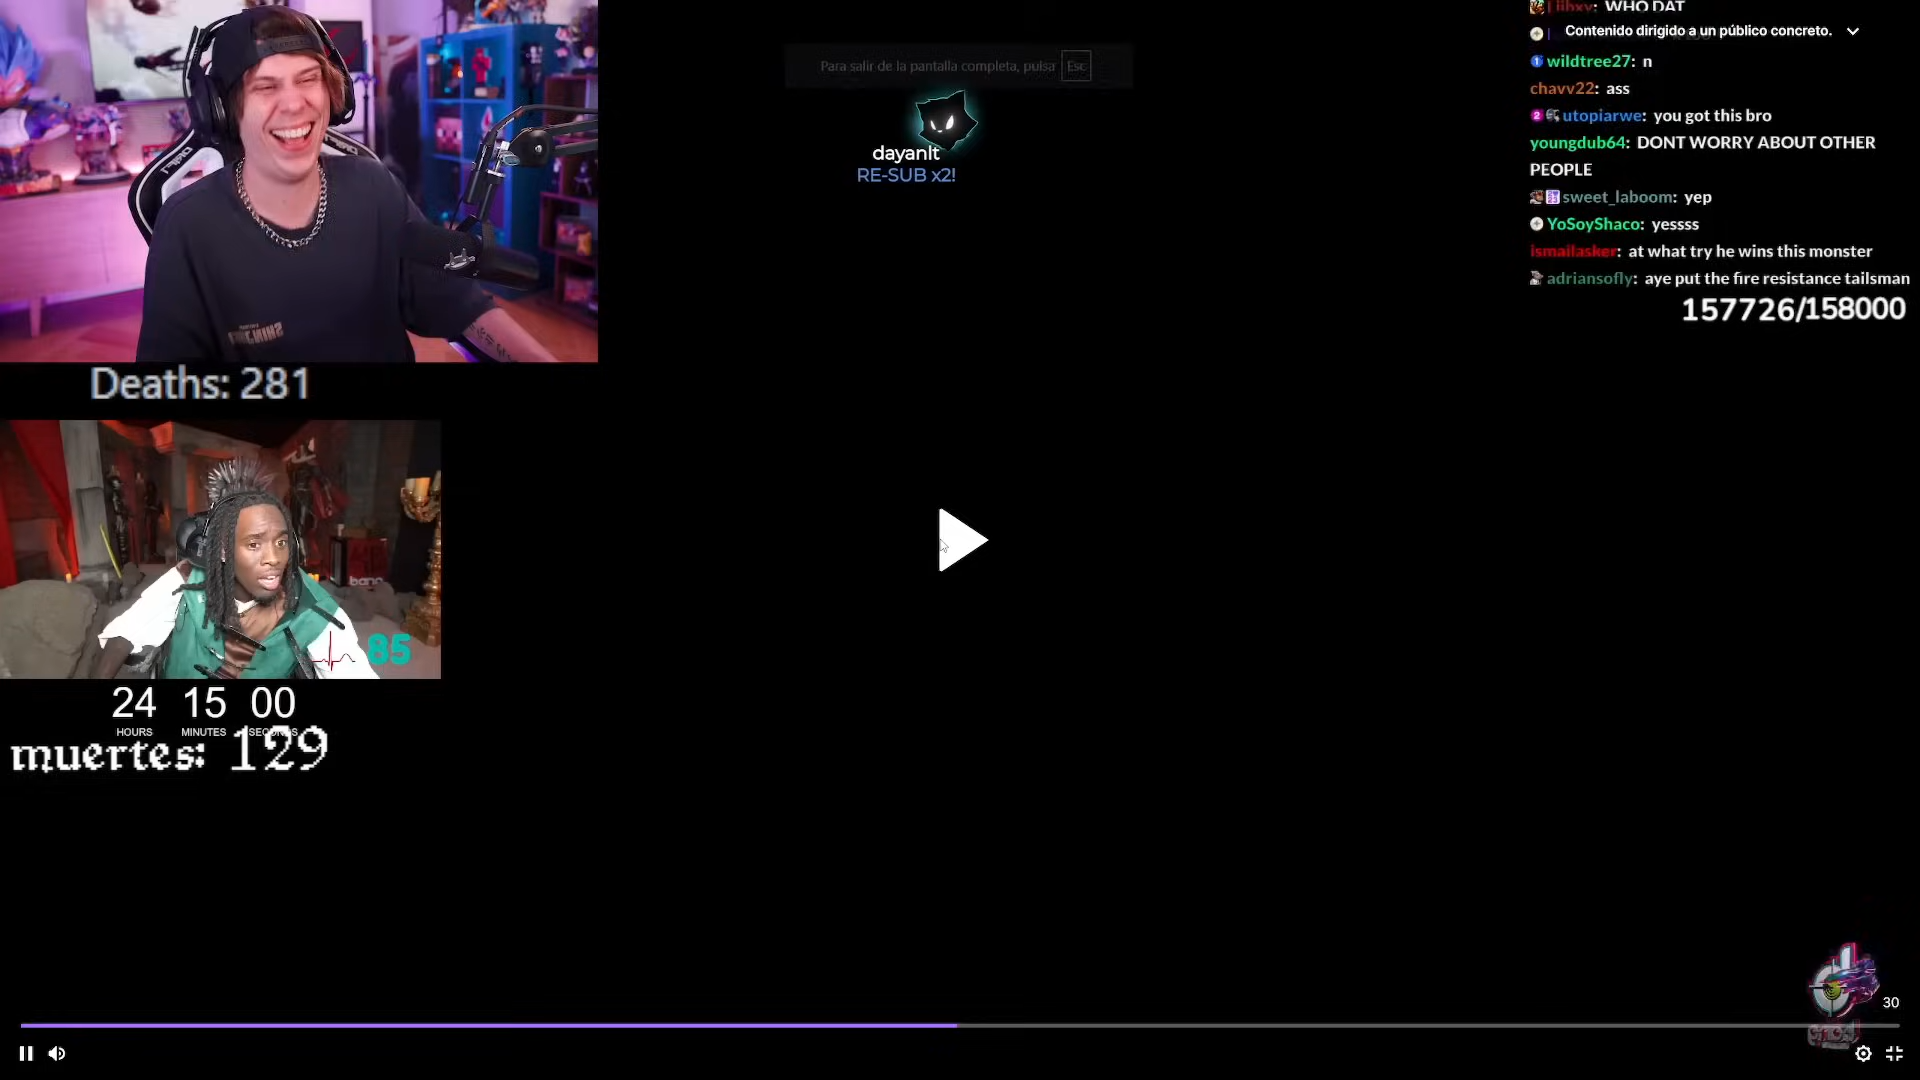 WHO DAT
Contenido dirigido a un público concreto.
wildtree27: n
chavv22: ass
2 utopiarwe: you got this bro
youngdub64: DONT WORRY ABOUT OTHER
PEOPLE
sweet_laboom: yep
YoSoyShaco: yessss
ismailasker: at what try he wins this monster
adriansofly: aye put the fire resistance tailsman
157726/158000
Para salir de la pantalla completa, pulsa Esc
dayanlt
RE-SUB x2!
Deaths: 281
85
24 15 00
HOURS MINUTES SECONDS
muertes: 129
30